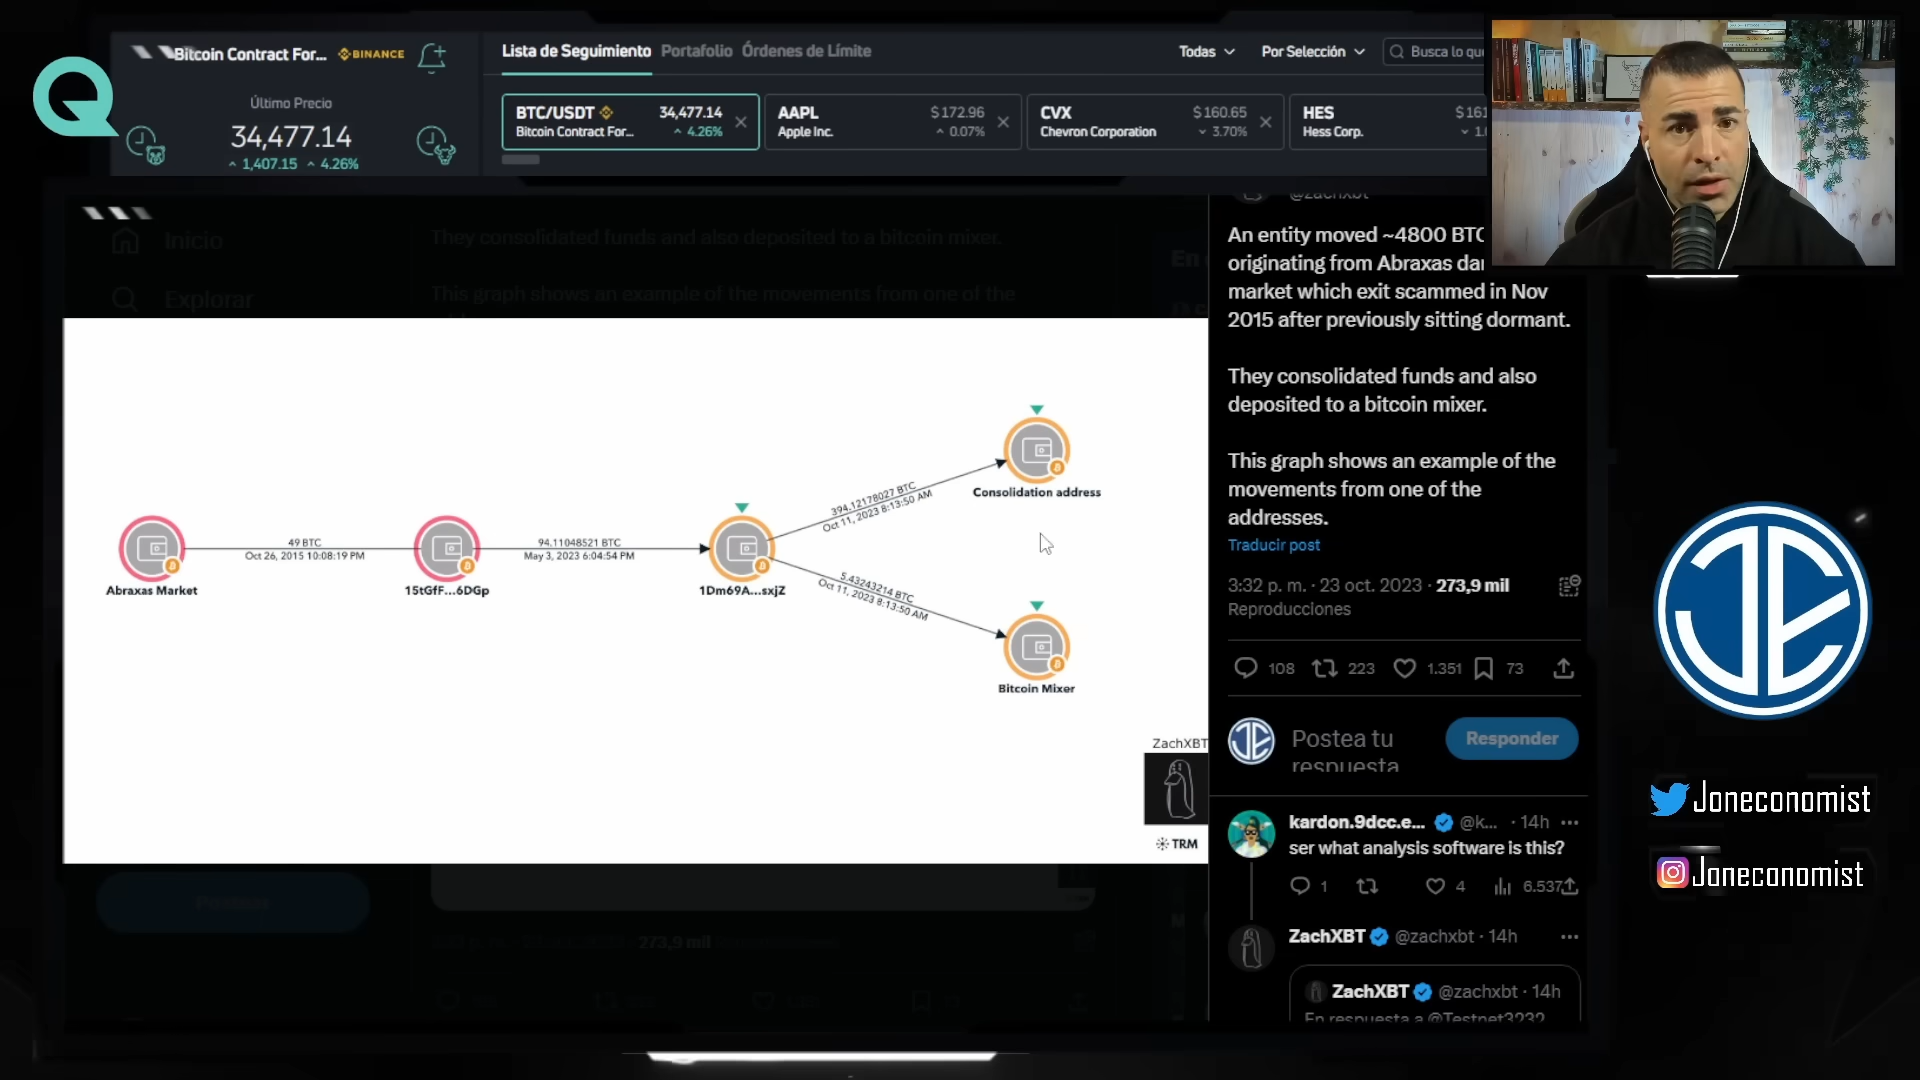 Bitcoin Contract For...
BINANCE
Último Precio
34,477.14
1,407.15
4.26%
Lista de Seguimiento
Portafolio
Órdenes de Límite
Todas
Por Selección
Busca lo que
BTC/USDT
34,477.14
Bitcoin Contract For...
4.26%
AAPL
$172.96
Apple Inc.
0.07%
CVX
$160.65
Chevron Corporation
3.70%
HES
Hess Corp.
Inicio
Explorar
They consolidated funds and also deposited to a bitcoin mixer.
This graph shows an example of the movements from one of the
49 BTC
Oct 26, 2015 10:08:19 PM
94.11048521 BTC
May 3, 2023 6:04:54 PM
394.12178027 BTC
Oct 11, 2023 8:13:50 AM
5.43243214 BTC
Oct 11, 2023 8:13:50 AM
Abraxas Market
15tGfF...6DGp
1Dm69A...sxjZ
Consolidation address
Bitcoin Mixer
ZachXBT
TRM
273,9 mil
@zachxbt
An entity moved ~4800 BTC
originating from Abraxas dar
market which exit scammed in Nov
2015 after previously sitting dormant.
They consolidated funds and also
deposited to a bitcoin mixer.
This graph shows an example of the
movements from one of the
addresses.
Traducir post
3:32 p. m. · 23 oct. 2023 · 273,9 mil
Reproducciones
108
223
1.351
73
Postea tu
respuesta
Responder
kardon.9dcc.e... @k... · 14h
ser what analysis software is this?
1
4
6.537
ZachXBT @zachxbt · 14h
ZachXBT @zachxbt · 14h
En respuesta a @Testnet3232
JE
Joneconomist
Joneconomist